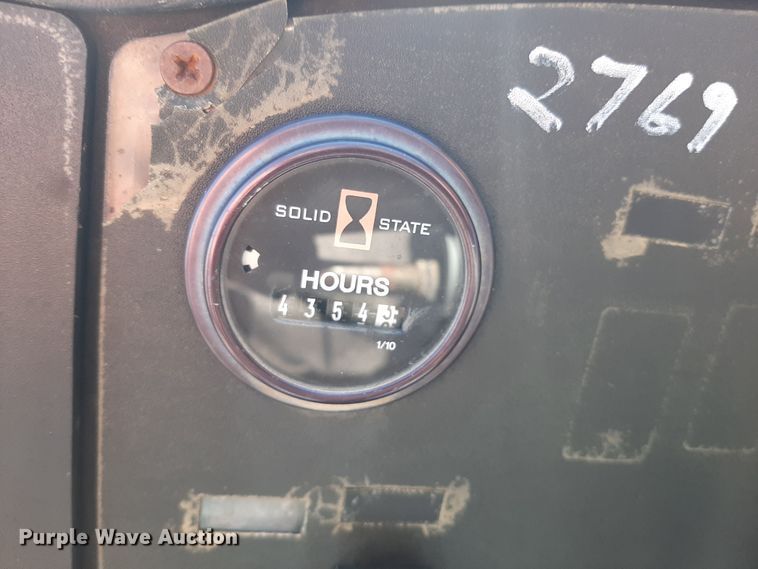 2769
SOLID STATE
HOURS
4354
1/10
Purple Wave Auction